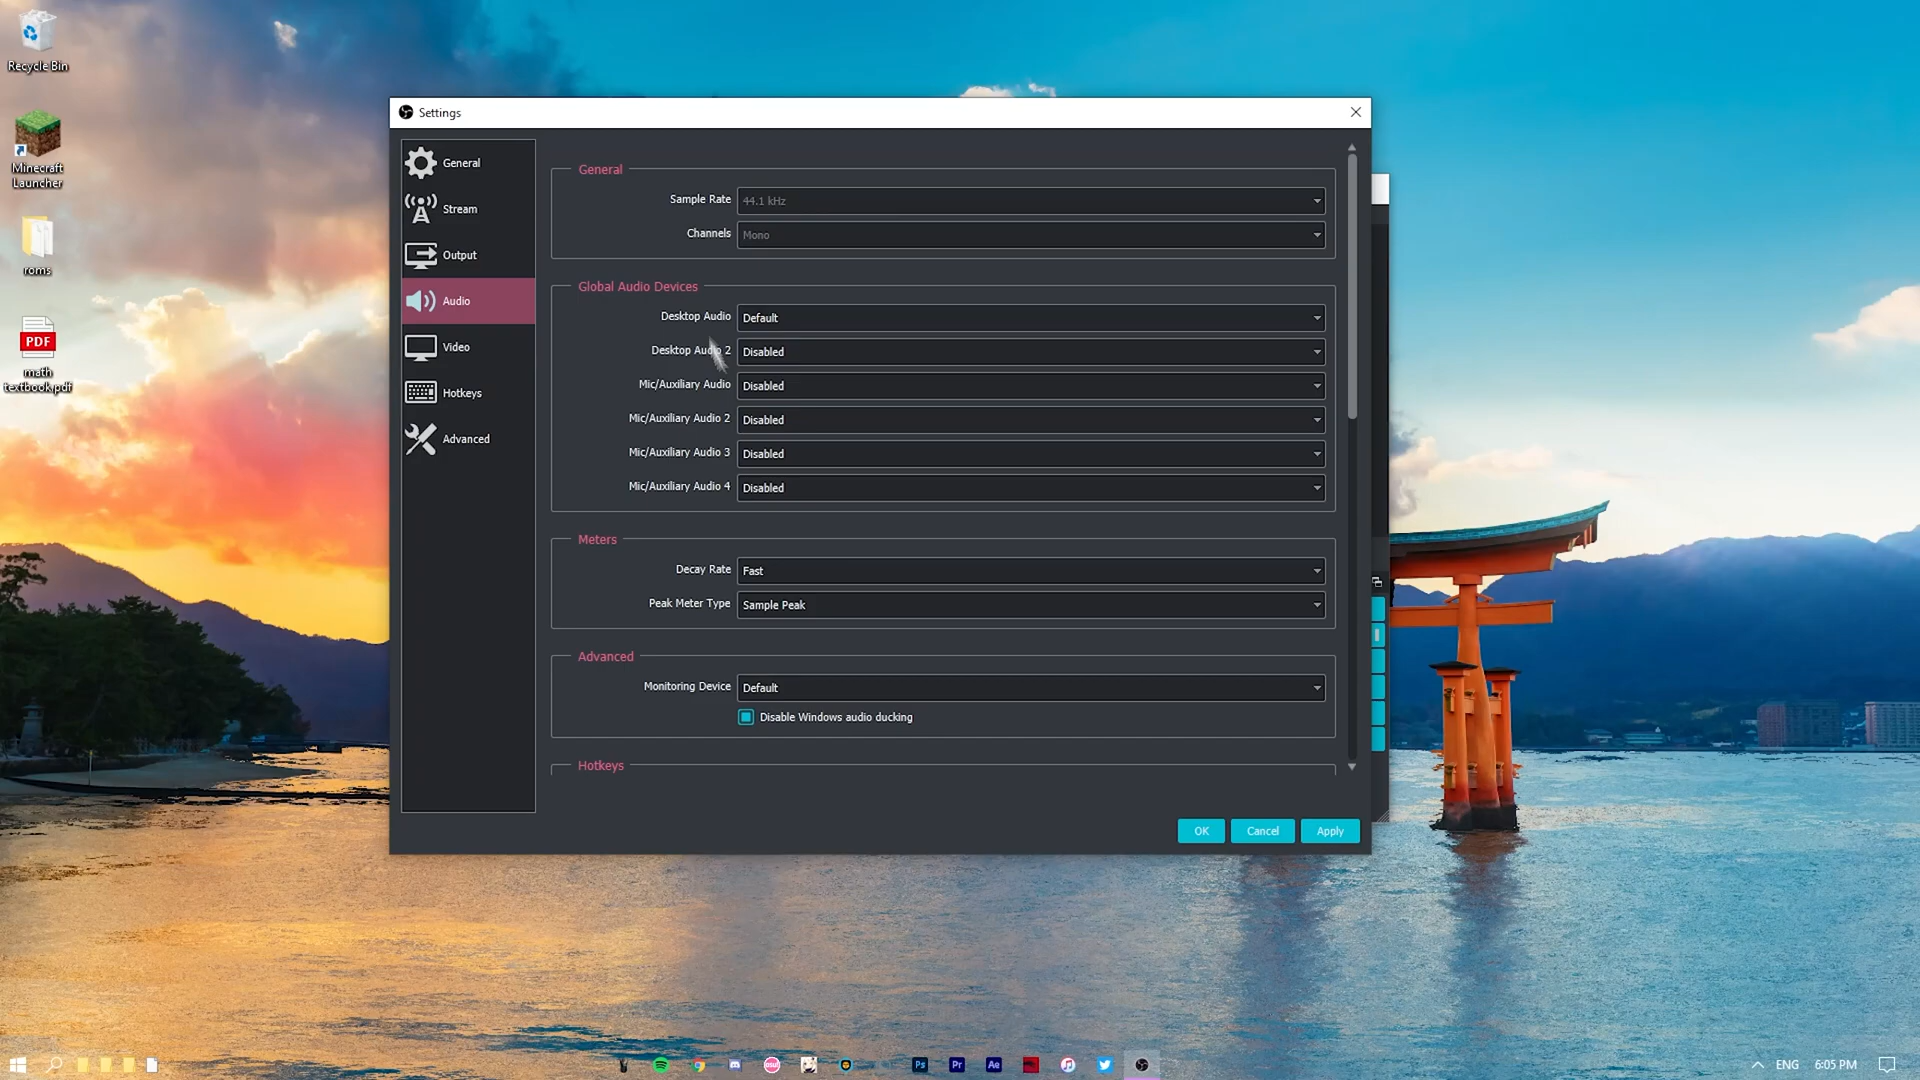 Recycle Bin
Minecraft
Launcher
roms
PDF
math
textbook.pdf
Settings
General
Stream
Output
Audio
Video
Hotkeys
Advanced
General
Sample Rate 44.1 kHz
Channels Mono
Global Audio Devices
Desktop Audio Default
Desktop Audio 2 Disabled
Mic/Auxiliary Audio Disabled
Mic/Auxiliary Audio 2 Disabled
Mic/Auxiliary Audio 3 Disabled
Mic/Auxiliary Audio 4 Disabled
Meters
Decay Rate Fast
Peak Meter Type Sample Peak
Advanced
Monitoring Device Default
Disable Windows audio ducking
Hotkeys
OK Cancel Apply
osu! Ps Pr Ae ENG 6:05 PM